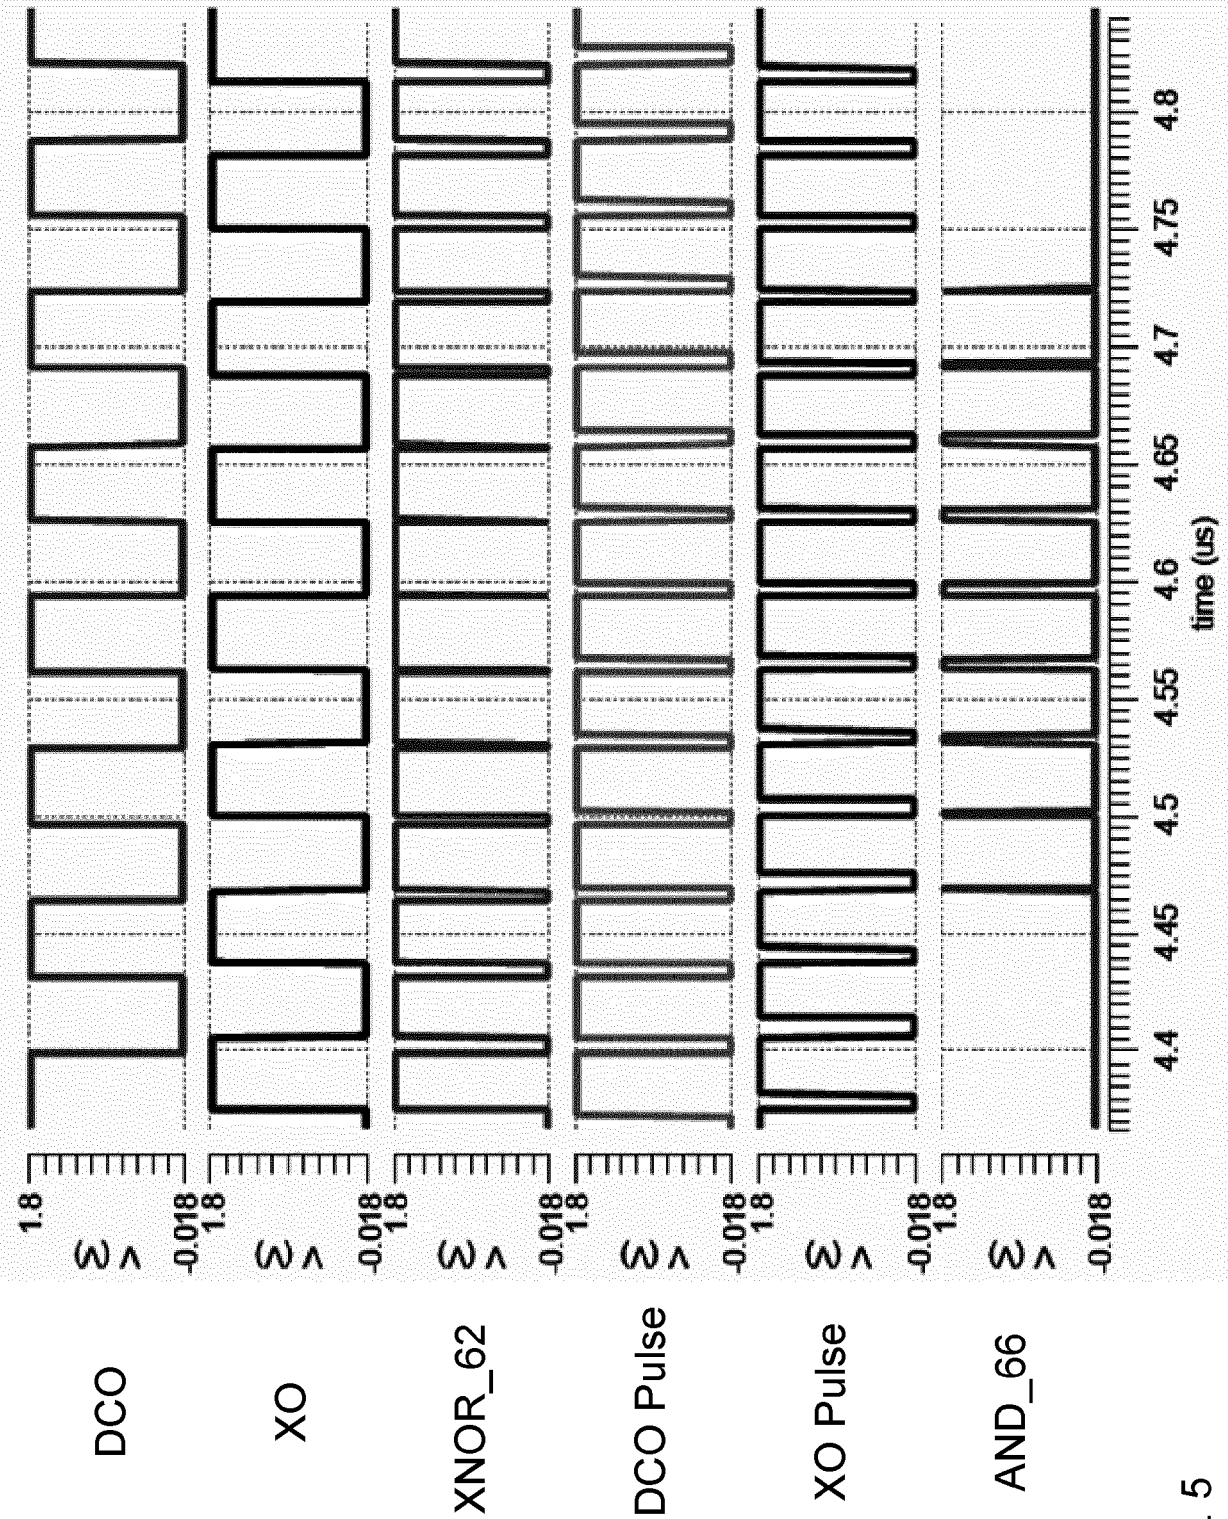 DCO
(V)
1.8
-0.018
XO
(V)
1.8
-0.018
XNOR_62
(V)
1.8
-0.018
DCO Pulse
(V)
1.8
-0.018
XO Pulse
(V)
1.8
-0.018
AND_66
(V)
1.8
-0.018
4.4 4.45 4.5 4.55 4.6 4.65 4.7 4.75 4.8
time (us)
. 5